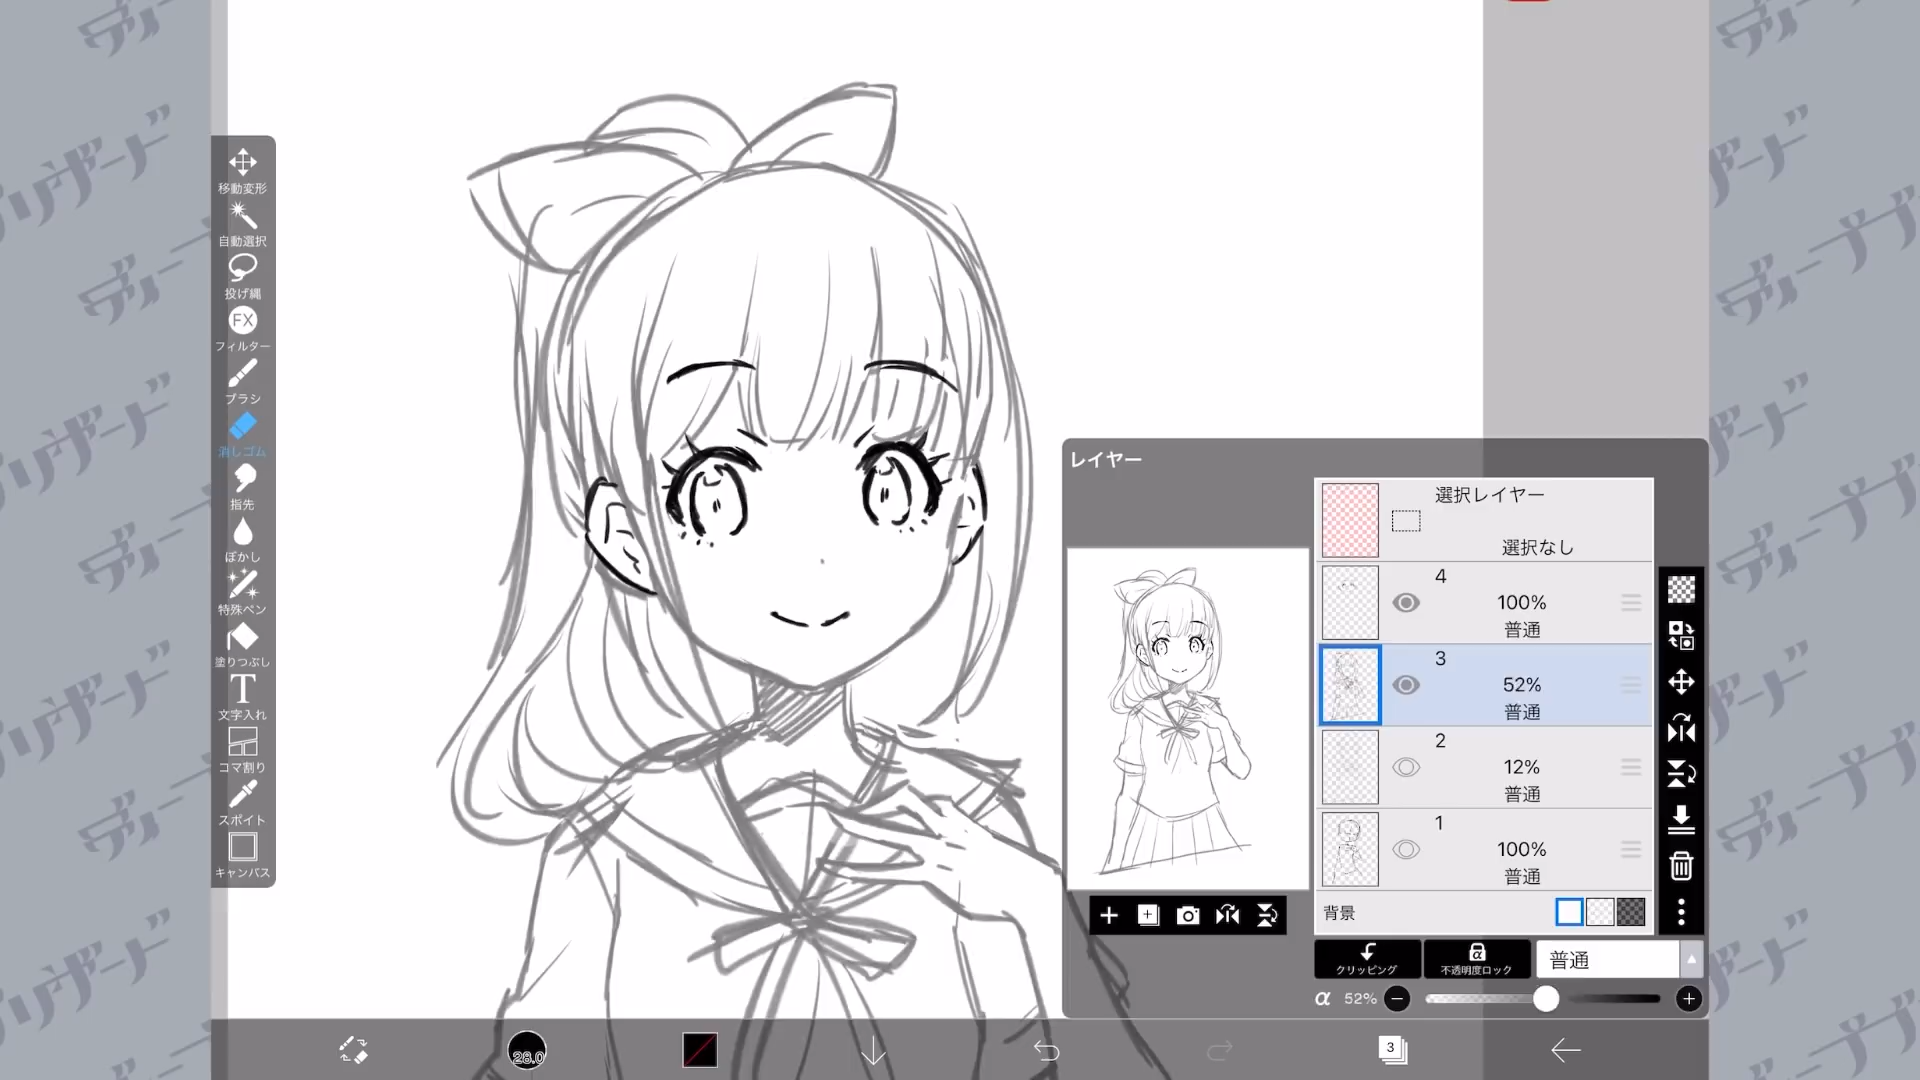 移動変形
自動選択
投げ縄
FX
フィルター
ブラシ
消しゴム
指先
ぼかし
特殊ペン
塗りつぶし
T
文字入れ
コマ割り
スポイト
キャンバス
レイヤー
選択レイヤー
選択なし
4
100%
普通
3
52%
普通
2
12%
普通
1
100%
普通
背景
クリッピング
α
不透明度ロック
普通
α 52%
28.0
3